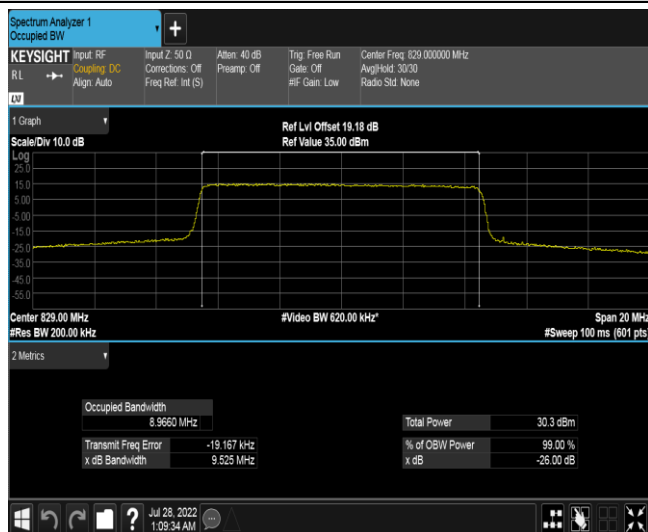 Spectrum Analyzer 1
Occupied BW
KEYSIGHT
RL
LXI
Input: RF
Coupling: DC
Align: Auto
Input Z: 50 Ω
Corrections: Off
Freq Ref: Int (S)
Atten: 40 dB
Preamp: Off
Trig: Free Run
Gate: Off
#IF Gain: Low
Center Freq: 829.000000 MHz
Avg|Hold: 30/30
Radio Std: None
1 Graph
Scale/Div 10.0 dB
Ref Lvl Offset 19.18 dB
Ref Value 35.00 dBm
Log
25.0
15.0
5.00
-5.00
-15.0
-25.0
-35.0
-45.0
-55.0
Center 829.00 MHz
#Video BW 620.00 kHz*
Span 20 MHz
#Res BW 200.00 kHz
#Sweep 100 ms (601 pts)
2 Metrics
Occupied Bandwidth
8.9660 MHz
Total Power 30.3 dBm
Transmit Freq Error -19.167 kHz
% of OBW Power 99.00 %
x dB Bandwidth 9.525 MHz
x dB -26.00 dB
?
Jul 28, 2022
1:09:34 AM